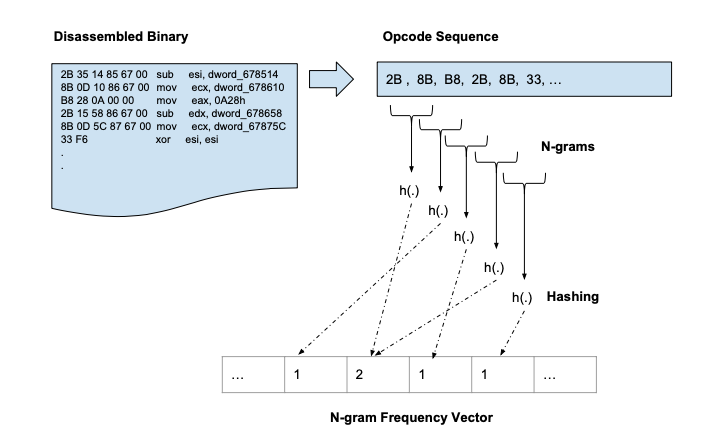 Disassembled Binary
Opcode Sequence
2B 35 14 85 67 00 sub esi, dword_678514
8B 0D 10 86 67 00 mov ecx, dword_678610
B8 28 0A 00 00 mov eax, 0A28h
2B 15 58 86 67 00 sub edx, dword_678658
8B 0D 5C 87 67 00 mov ecx, dword_67875C
33 F6 xor esi, esi
.
.
2B , 8B, B8, 2B, 8B, 33, ...
N-grams
h(.)
h(.)
h(.)
h(.)
h(.)
Hashing
... 1 2 1 1 ...
N-gram Frequency Vector